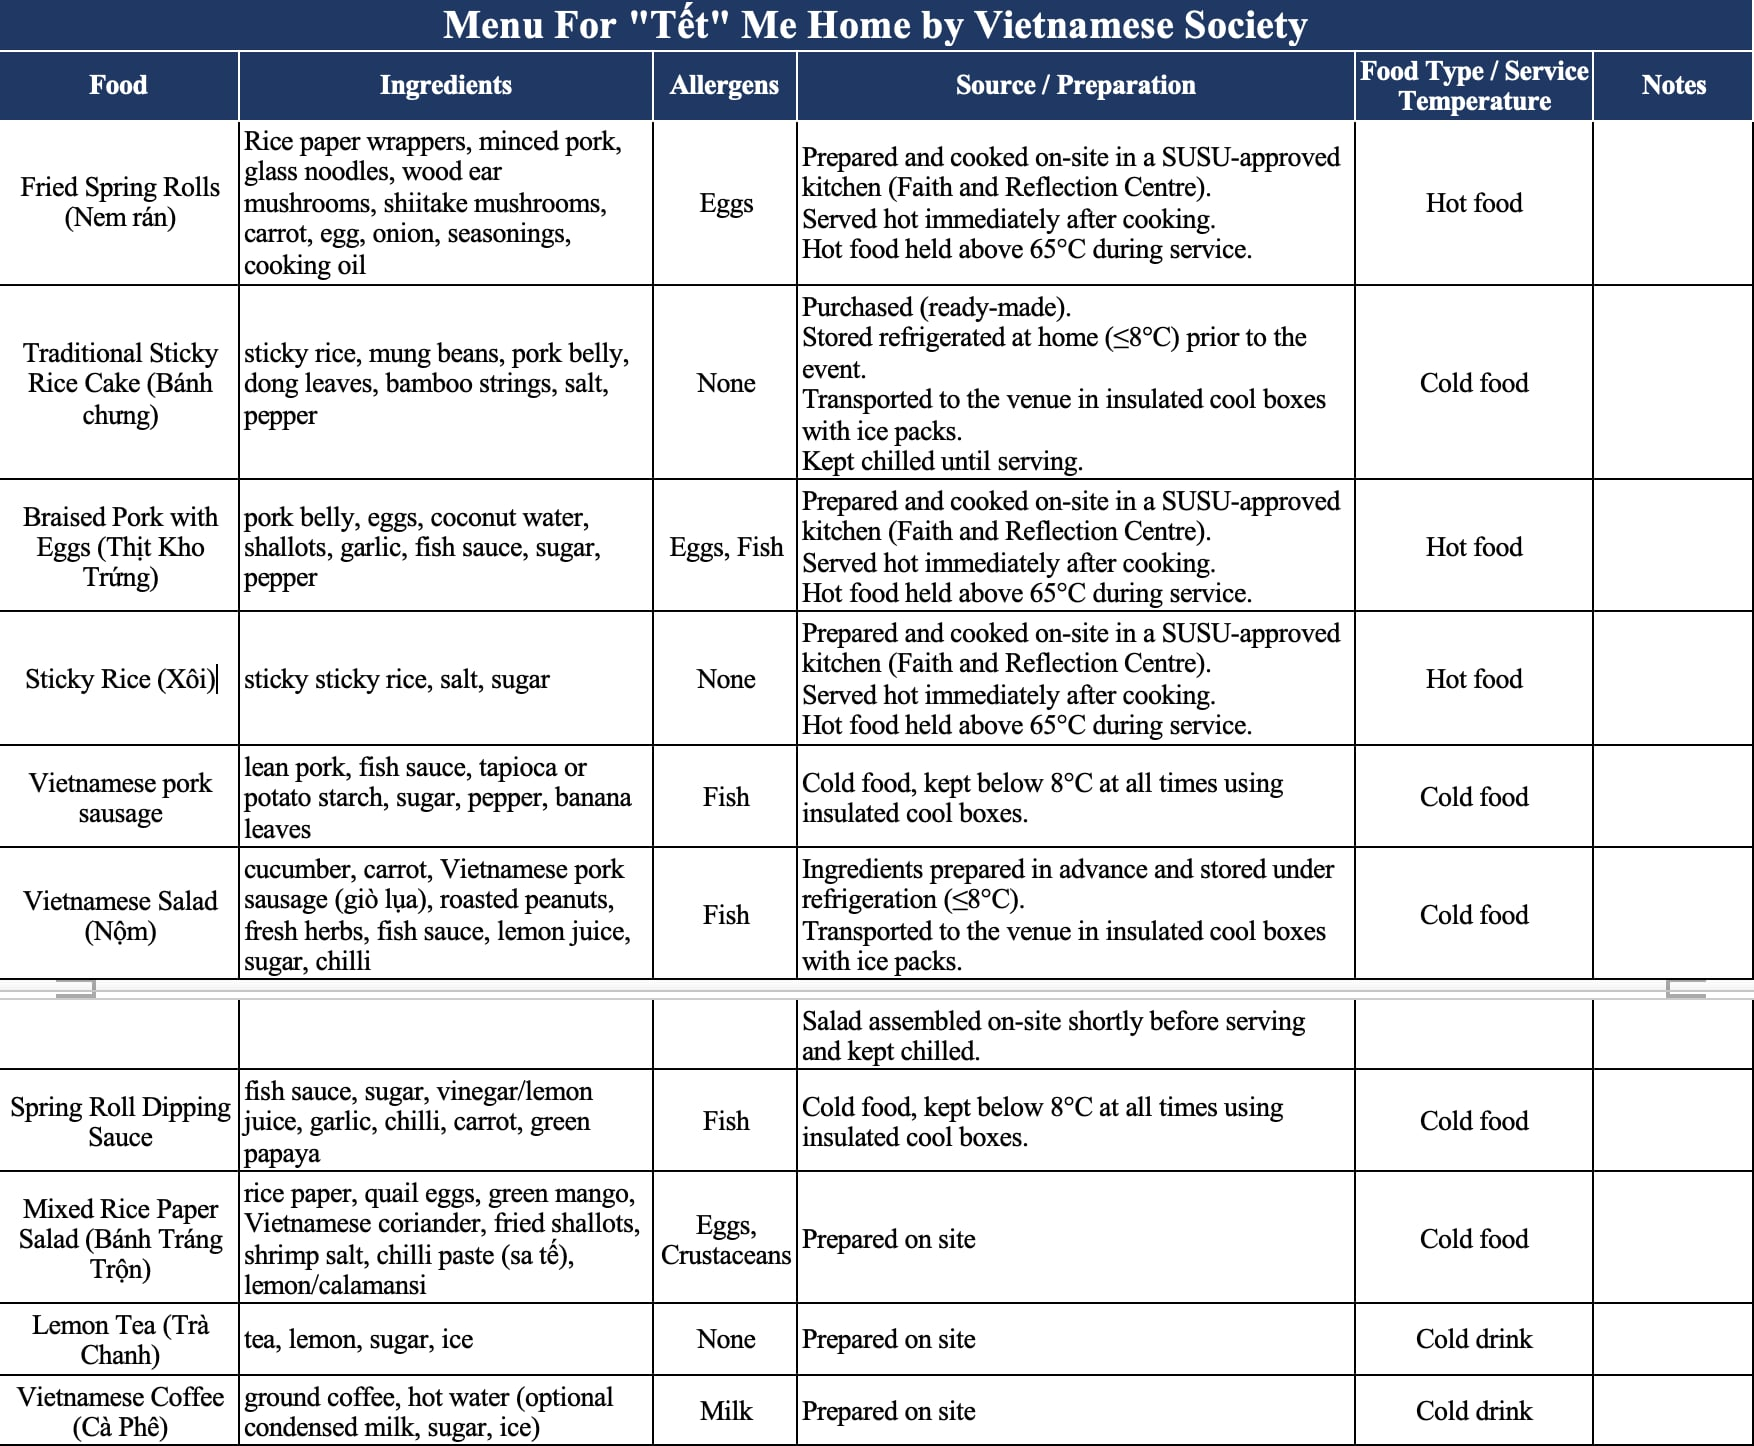 Menu For "Tết" Me Home by Vietnamese Society
Food
Ingredients
Allergens
Source / Preparation
Food Type / Service
Temperature
Notes
Fried Spring Rolls
(Nem rán)
Rice paper wrappers, minced pork,
glass noodles, wood ear
mushrooms, shiitake mushrooms,
carrot, egg, onion, seasonings,
cooking oil
Eggs
Prepared and cooked on-site in a SUSU-approved
kitchen (Faith and Reflection Centre).
Served hot immediately after cooking.
Hot food held above 65°C during service.
Hot food
Traditional Sticky
Rice Cake (Bánh
chưng)
sticky rice, mung beans, pork belly,
dong leaves, bamboo strings, salt,
pepper
None
Purchased (ready-made).
Stored refrigerated at home (≤8°C) prior to the
event.
Transported to the venue in insulated cool boxes
with ice packs.
Kept chilled until serving.
Cold food
Braised Pork with
Eggs (Thịt Kho
Trứng)
pork belly, eggs, coconut water,
shallots, garlic, fish sauce, sugar,
pepper
Eggs, Fish
Prepared and cooked on-site in a SUSU-approved
kitchen (Faith and Reflection Centre).
Served hot immediately after cooking.
Hot food held above 65°C during service.
Hot food
Sticky Rice (Xôi)
sticky sticky rice, salt, sugar
None
Prepared and cooked on-site in a SUSU-approved
kitchen (Faith and Reflection Centre).
Served hot immediately after cooking.
Hot food held above 65°C during service.
Hot food
Vietnamese pork
sausage
lean pork, fish sauce, tapioca or
potato starch, sugar, pepper, banana
leaves
Fish
Cold food, kept below 8°C at all times using
insulated cool boxes.
Cold food
Vietnamese Salad
(Nộm)
cucumber, carrot, Vietnamese pork
sausage (giò lụa), roasted peanuts,
fresh herbs, fish sauce, lemon juice,
sugar, chilli
Fish
Ingredients prepared in advance and stored under
refrigeration (≤8°C).
Transported to the venue in insulated cool boxes
with ice packs.
Cold food
Salad assembled on-site shortly before serving
and kept chilled.
Spring Roll Dipping
Sauce
fish sauce, sugar, vinegar/lemon
juice, garlic, chilli, carrot, green
papaya
Fish
Cold food, kept below 8°C at all times using
insulated cool boxes.
Cold food
Mixed Rice Paper
Salad (Bánh Tráng
Trộn)
rice paper, quail eggs, green mango,
Vietnamese coriander, fried shallots,
shrimp salt, chilli paste (sa tế),
lemon/calamansi
Eggs,
Crustaceans
Prepared on site
Cold food
Lemon Tea (Trà
Chanh)
tea, lemon, sugar, ice
None
Prepared on site
Cold drink
Vietnamese Coffee
(Cà Phê)
ground coffee, hot water (optional
condensed milk, sugar, ice)
Milk
Prepared on site
Cold drink